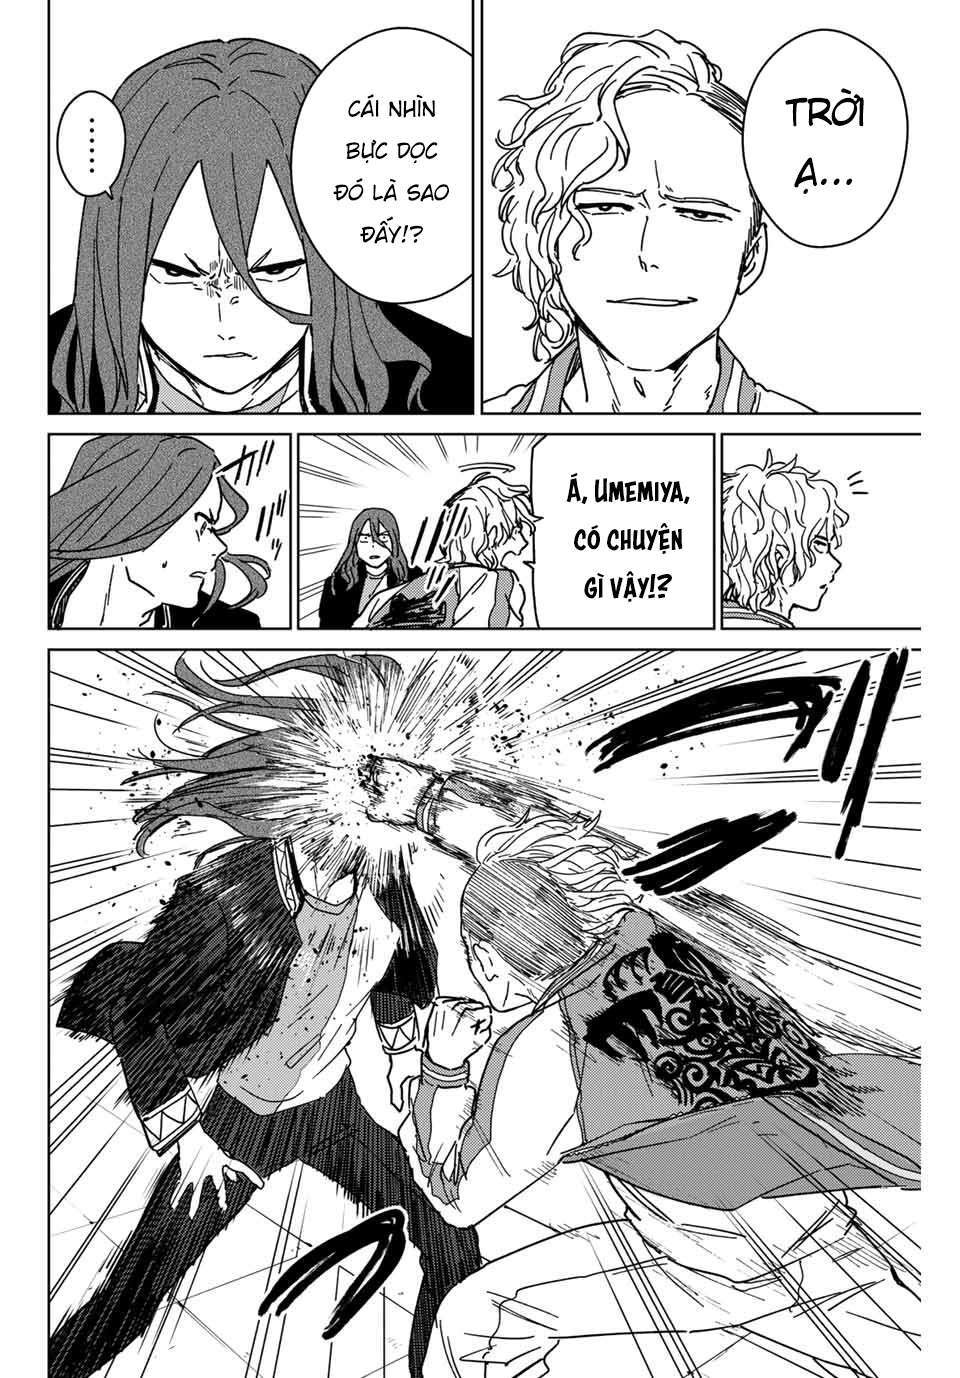 TRỜI
Ạ...
CÁI NHÌN
BỰC DỌC
ĐÓ LÀ SAO
ĐẤY!?
......
Á, UMEMIYA,
CÓ CHUYỆN
GÌ VẬY!?